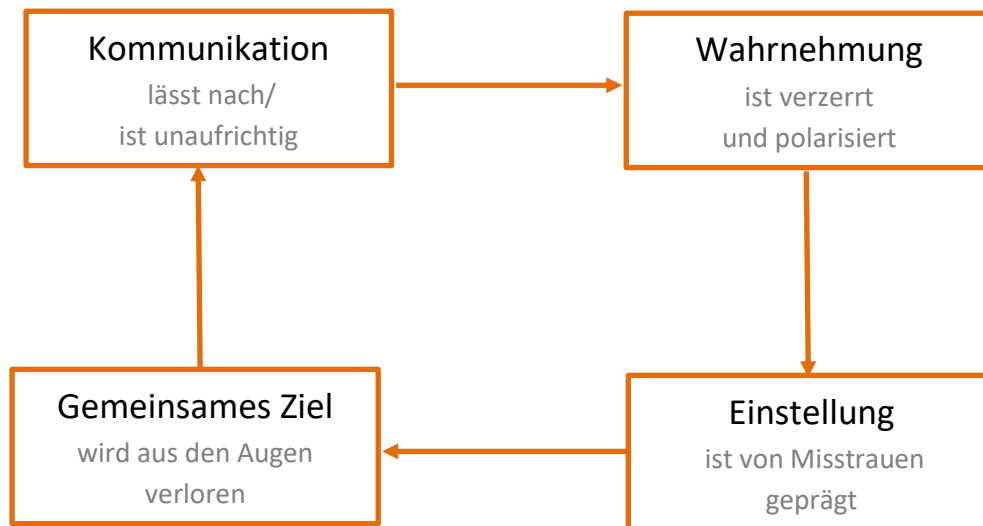 Kommunikation
lässt nach/
ist unaufrichtig
Wahrnehmung
ist verzerrt
und polarisiert
Gemeinsames Ziel
wird aus den Augen
verloren
Einstellung
ist von Misstrauen
geprägt